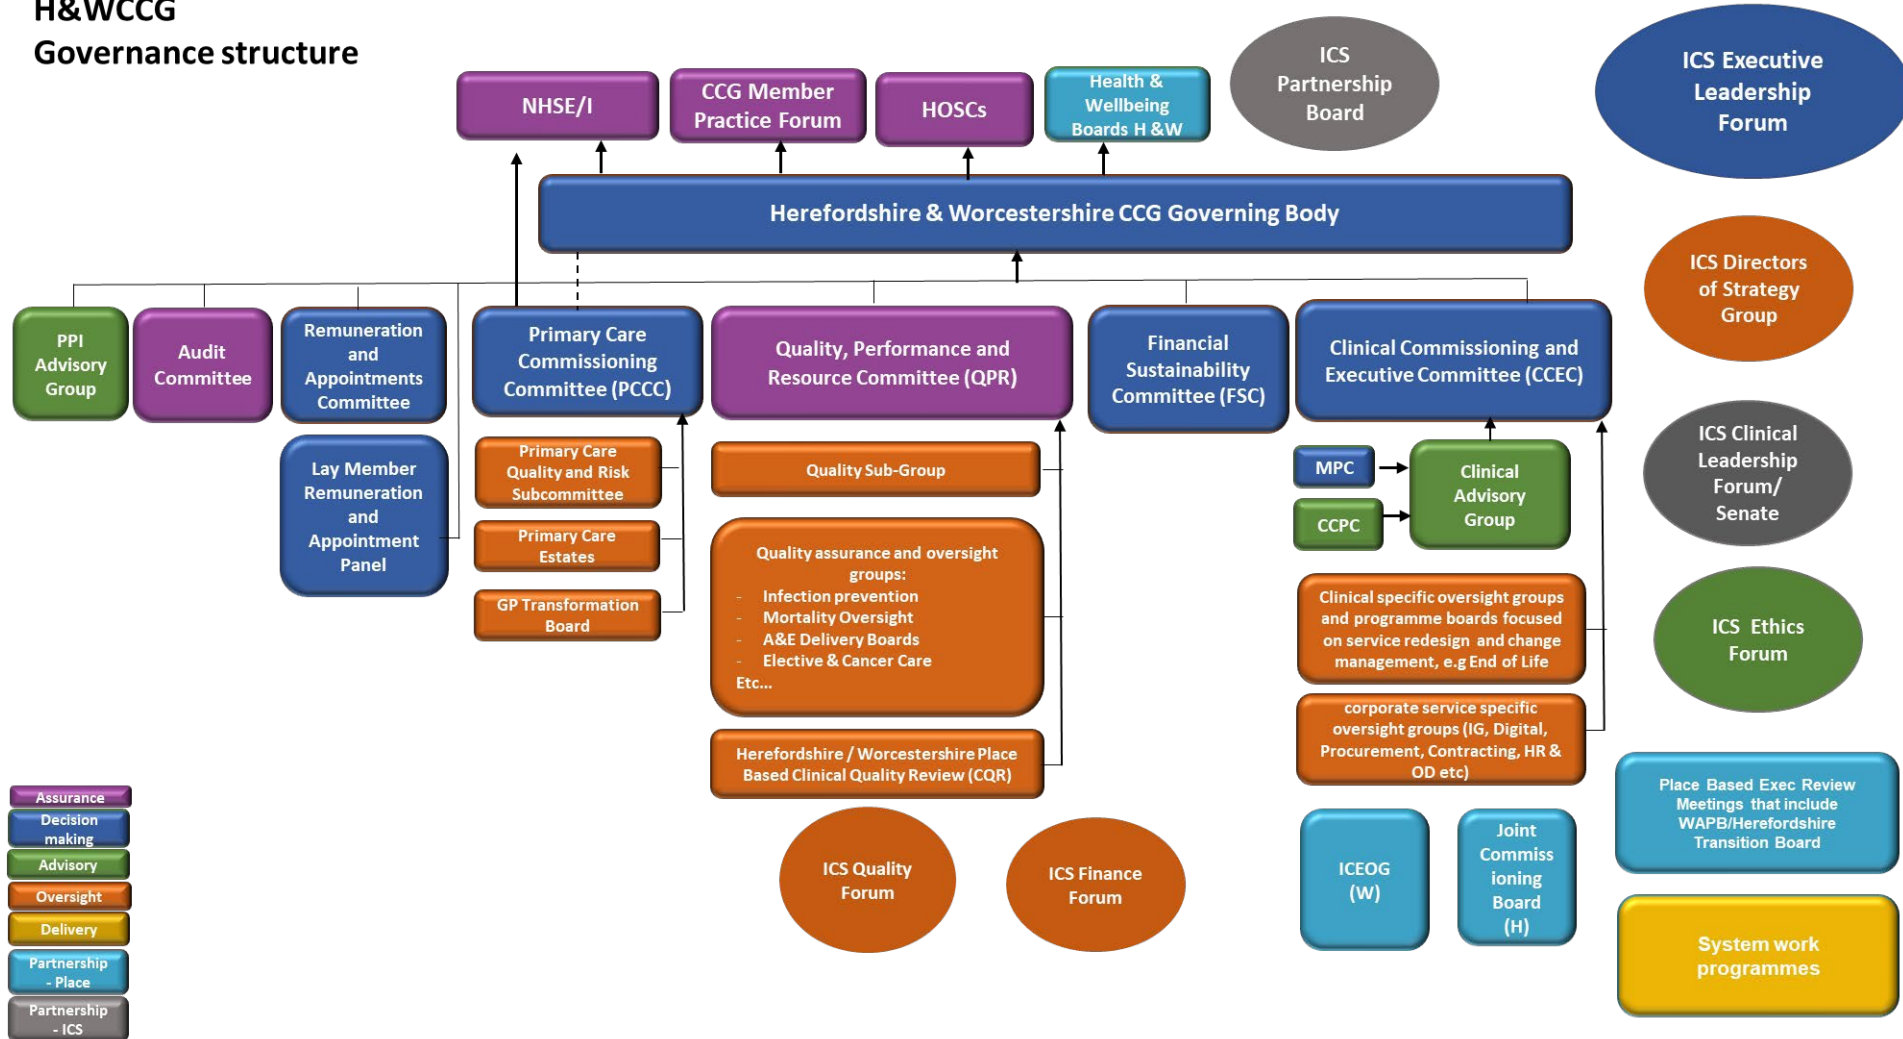 H&WCCG
Governance structure
NHSE/I
CCG Member
Practice Forum
HOSCs
Health &
Wellbeing
Boards H &W
ICS
Partnership
Board
ICS Executive
Leadership
Forum
Herefordshire & Worcestershire CCG Governing Body
ICS Directors
of Strategy
Group
PPI
Advisory
Group
Audit
Committee
Remuneration
and
Appointments
Committee
Primary Care
Commissioning
Committee (PCCC)
Quality, Performance and
Resource Committee (QPR)
Financial
Sustainability
Committee (FSC)
Clinical Commissioning and
Executive Committee (CCEC)
Lay Member
Remuneration
and
Appointment
Panel
Primary Care
Quality and Risk
Subcommittee
Primary Care
Estates
GP Transformation
Board
Quality Sub-Group
Quality assurance and oversight
groups:
- Infection prevention
- Mortality Oversight
- A&E Delivery Boards
- Elective & Cancer Care
Etc...
Herefordshire / Worcestershire Place
Based Clinical Quality Review (CQR)
MPC
CCPC
Clinical
Advisory
Group
Clinical specific oversight groups
and programme boards focused
on service redesign and change
management, e.g End of Life
corporate service specific
oversight groups (IG, Digital,
Procurement, Contracting, HR &
OD etc)
ICS Clinical
Leadership
Forum/
Senate
ICS Ethics
Forum
ICS Quality
Forum
ICS Finance
Forum
ICEOG
(W)
Joint
Commiss
ioning
Board
(H)
Place Based Exec Review
Meetings that include
WAPB/Herefordshire
Transition Board
System work
programmes
Assurance
Decision
making
Advisory
Oversight
Delivery
Partnership
- Place
Partnership
- ICS